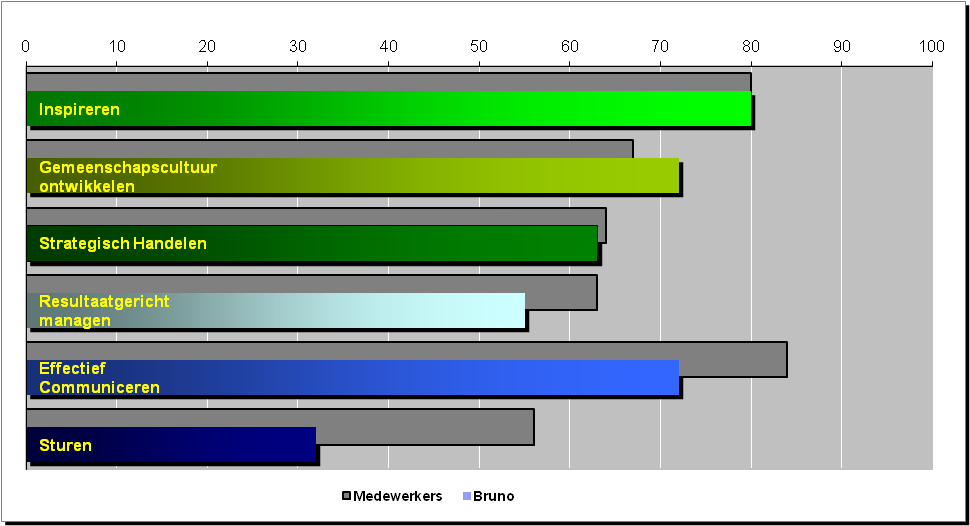 0 10 20 30 40 50 60 70 80 90 100
Inspireren
Gemeenschapscultuur
ontwikkelen
Strategisch Handelen
Resultaatgericht
managen
Effectief
Communiceren
Sturen
Medewerkers Bruno